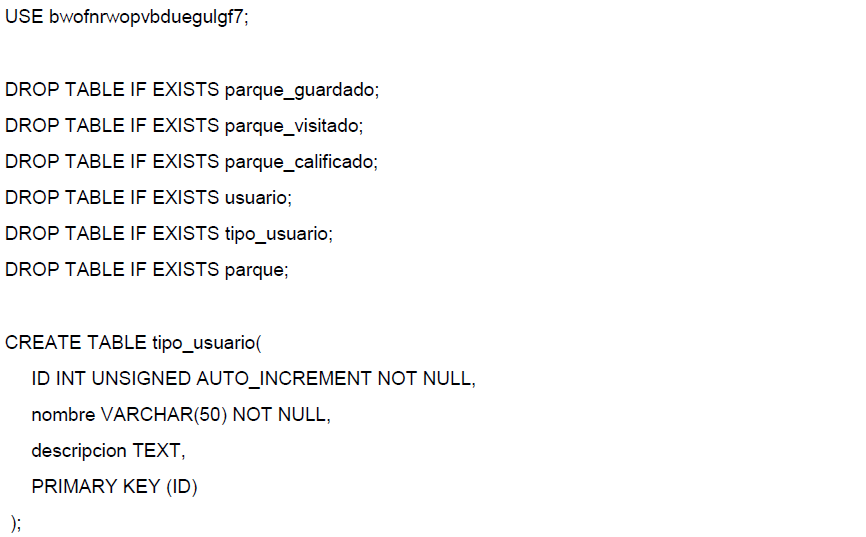 USE bwofnrwopvbduegulgf7;
DROP TABLE IF EXISTS parque_guardado;
DROP TABLE IF EXISTS parque_visitado;
DROP TABLE IF EXISTS parque_calificado;
DROP TABLE IF EXISTS usuario;
DROP TABLE IF EXISTS tipo_usuario;
DROP TABLE IF EXISTS parque;
CREATE TABLE tipo_usuario(
ID INT UNSIGNED AUTO_INCREMENT NOT NULL,
nombre VARCHAR(50) NOT NULL,
descripcion TEXT,
PRIMARY KEY (ID)
);